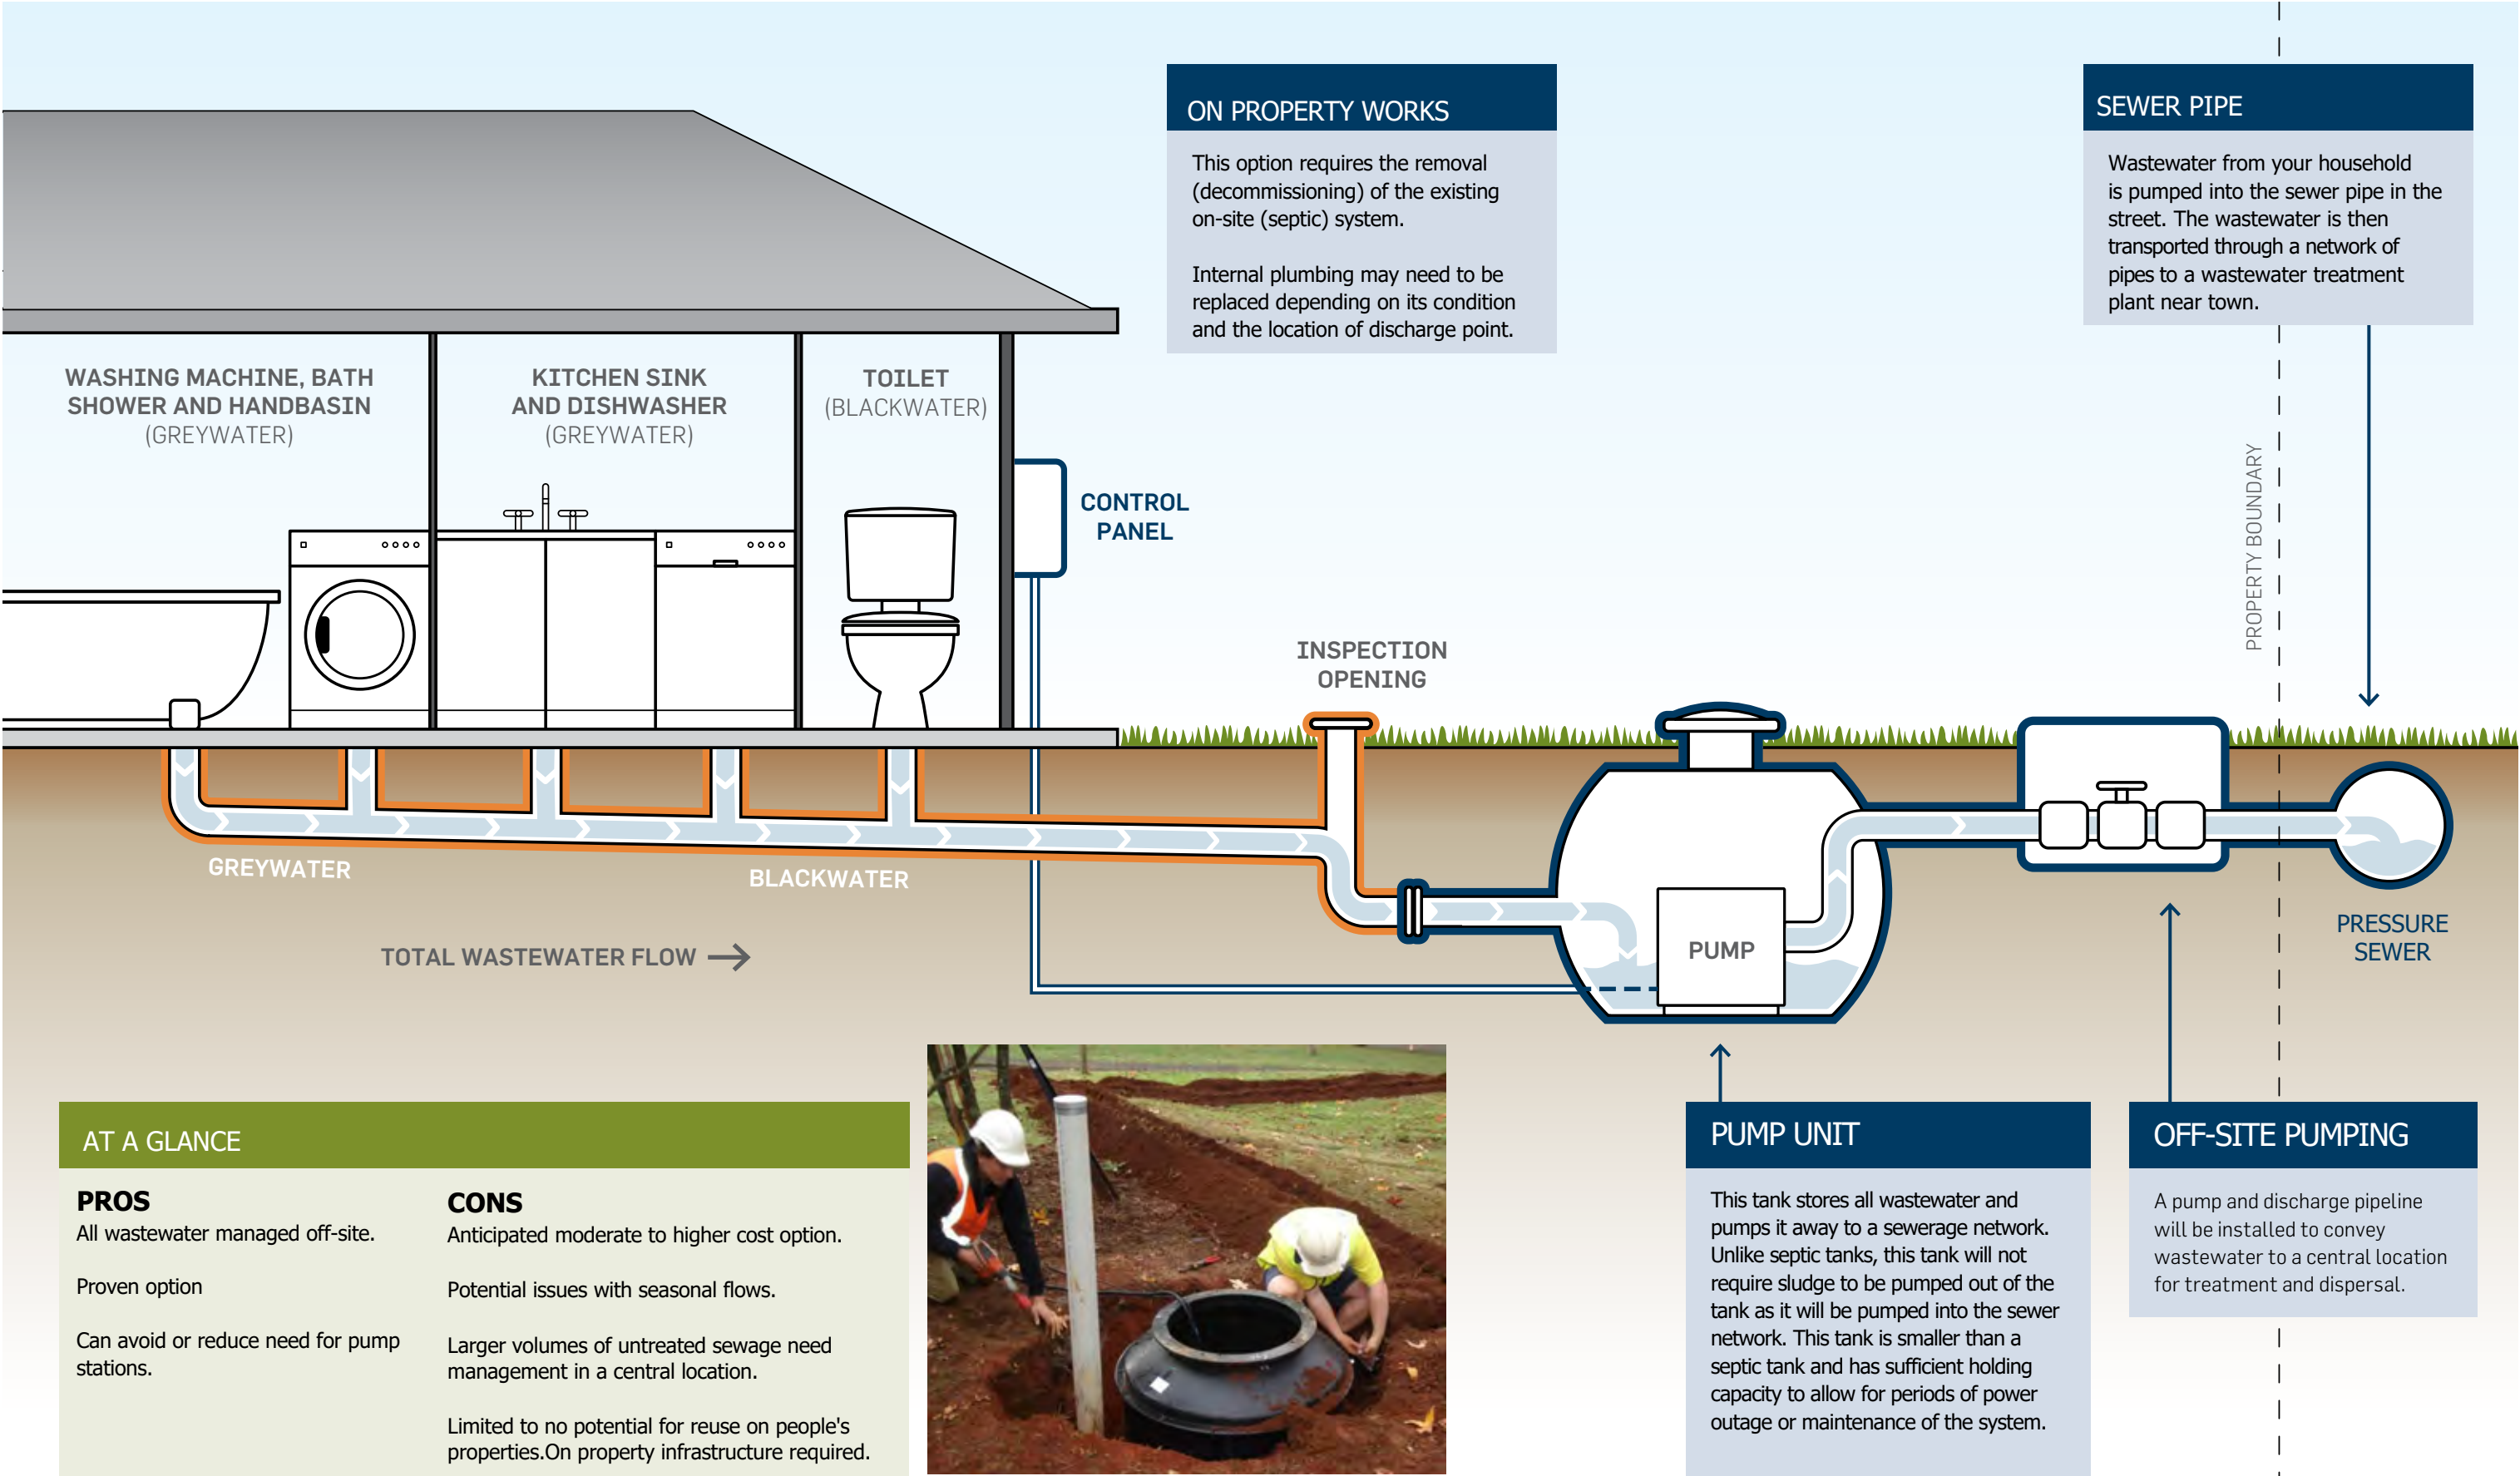 ON PROPERTY WORKS
This option requires the removal
(decommissioning) of the existing
on-site (septic) system.
Internal plumbing may need to be
replaced depending on its condition
and the location of discharge point.
SEWER PIPE
Wastewater from your household
is pumped into the sewer pipe in the
street. The wastewater is then
transported through a network of
pipes to a wastewater treatment
plant near town.
WASHING MACHINE, BATH
SHOWER AND HANDBASIN
(GREYWATER)
KITCHEN SINK
AND DISHWASHER
(GREYWATER)
TOILET
(BLACKWATER)
CONTROL
PANEL
PROPERTY BOUNDARY
INSPECTION
OPENING
GREYWATER
BLACKWATER
TOTAL WASTEWATER FLOW
PUMP
PRESSURE
SEWER
AT A GLANCE
PROS
All wastewater managed off-site.
Proven option
Can avoid or reduce need for pump
stations.
CONS
Anticipated moderate to higher cost option.
Potential issues with seasonal flows.
Larger volumes of untreated sewage need
management in a central location.
Limited to no potential for reuse on people's
properties.On property infrastructure required.
PUMP UNIT
This tank stores all wastewater and
pumps it away to a sewerage network.
Unlike septic tanks, this tank will not
require sludge to be pumped out of the
tank as it will be pumped into the sewer
network. This tank is smaller than a
septic tank and has sufficient holding
capacity to allow for periods of power
outage or maintenance of the system.
OFF-SITE PUMPING
A pump and discharge pipeline
will be installed to convey
wastewater to a central location
for treatment and dispersal.